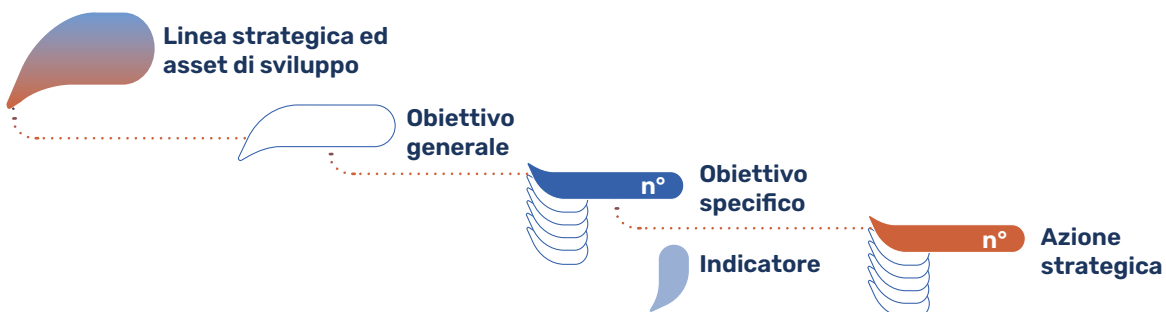 Linea strategica ed
asset di sviluppo
Obiettivo
generale
n°
Obiettivo
specifico
Indicatore
n°
Azione
strategica